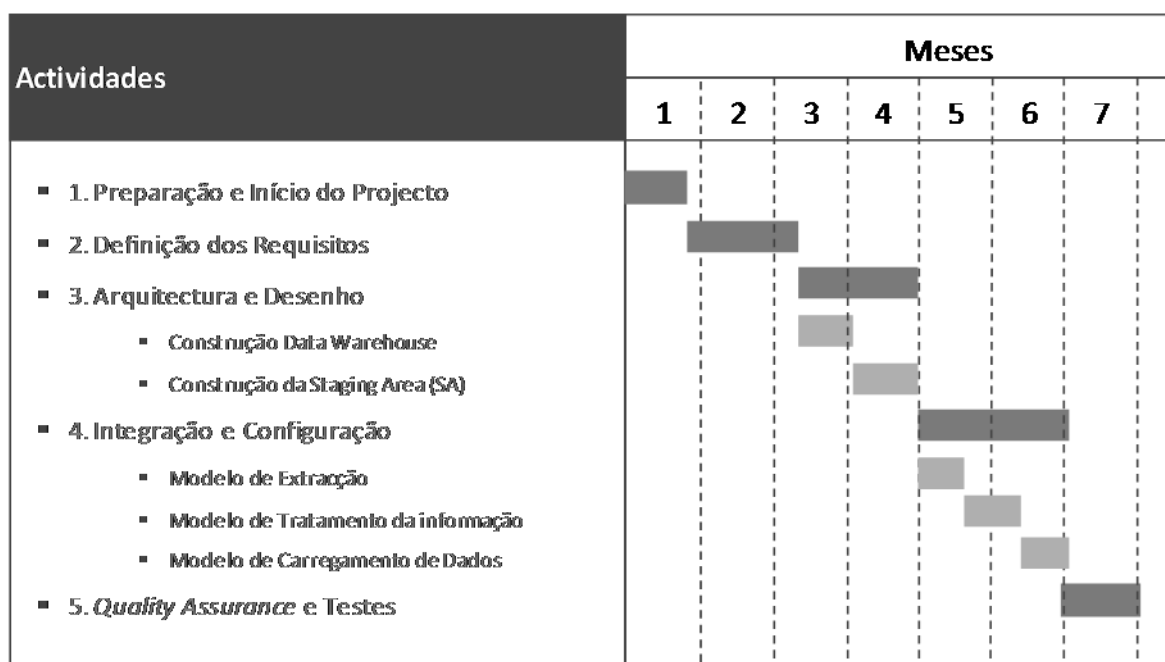 Actividades
Meses
1 2 3 4 5 6 7
1. Preparação e Início do Projecto
2. Definição dos Requisitos
3. Arquitectura e Desenho
Construção Data Warehouse
Construção da Staging Area (SA)
4. Integração e Configuração
Modelo de Extracção
Modelo de Tratamento da informação
Modelo de Carregamento de Dados
5. Quality Assurance e Testes